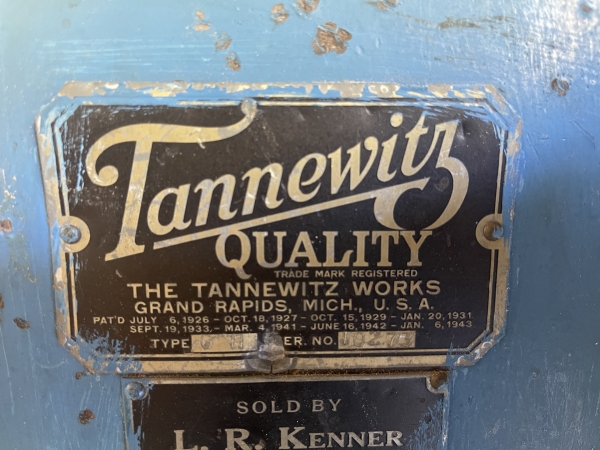 Tannewitz
QUALITY
TRADE MARK REGISTERED
THE TANNEWITZ WORKS
GRAND RAPIDS, MICH., U.S.A.
PAT'D JULY 6, 1926 - OCT. 18, 1927 - OCT. 15, 1929 - JAN. 20, 1931
SEPT. 19, 1933. - MAR. 4, 1941 - JUNE 16, 1942 - JAN. 6, 1943
TYPE SER. NO.
SOLD BY
L. R. KENNER